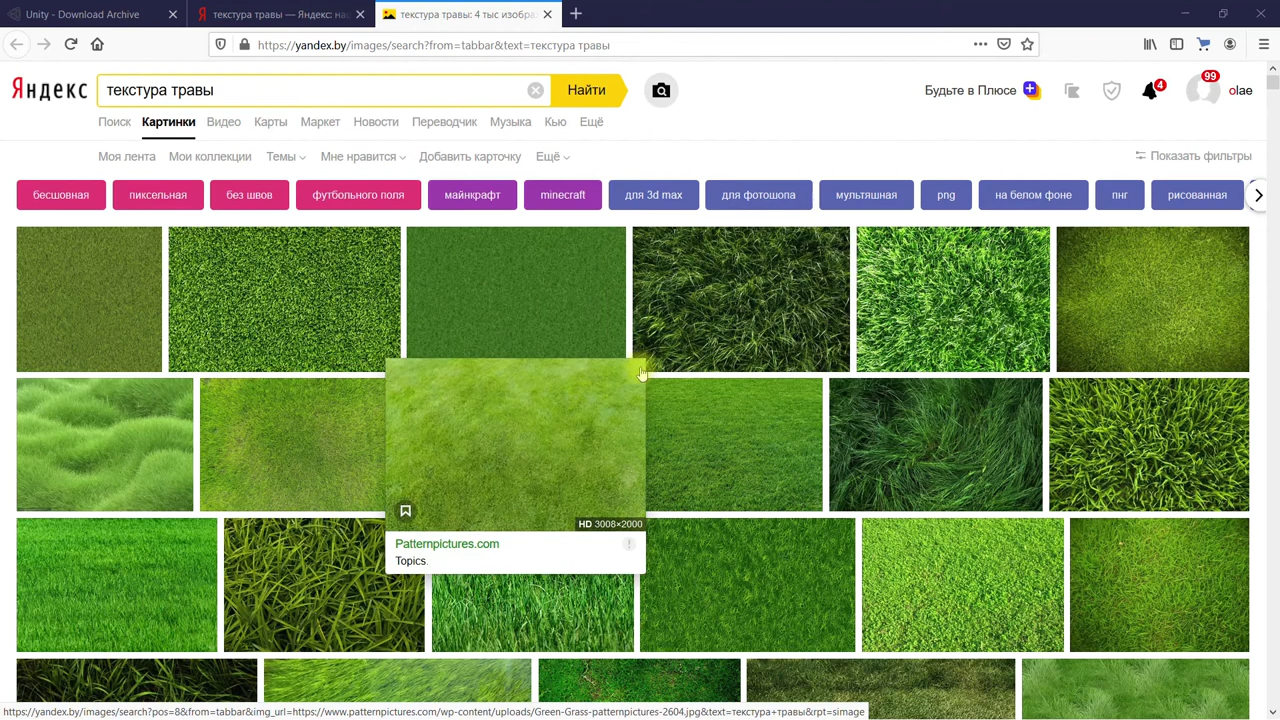 Unity - Download Archive
текстура травы — Яндекс: на
текстура травы: 4 тыс изобра
https://yandex.by/images/search?from=tabbar&text=текстура травы
Яндекс
текстура травы
Найти
Будьте в Плюсе
4
99
olae
Поиск Картинки Видео Карты Маркет Новости Переводчик Музыка Кью Ещё
Моя лента Мои коллекции Темы Мне нравится Добавить карточку Ещё
Показать фильтры
бесшовная пиксельная без швов футбольного поля майнкрафт minecraft для 3d max для фотошопа мультяшная png на белом фоне пнг рисованная
HD 3008×2000
Patternpictures.com
Topics.
https://yandex.by/images/search?pos=8&from=tabbar&img_url=https://www.patternpictures.com/wp-content/uploads/Green-Grass-patternpictures-2604.jpg&text=текстура+травы&rpt=simage